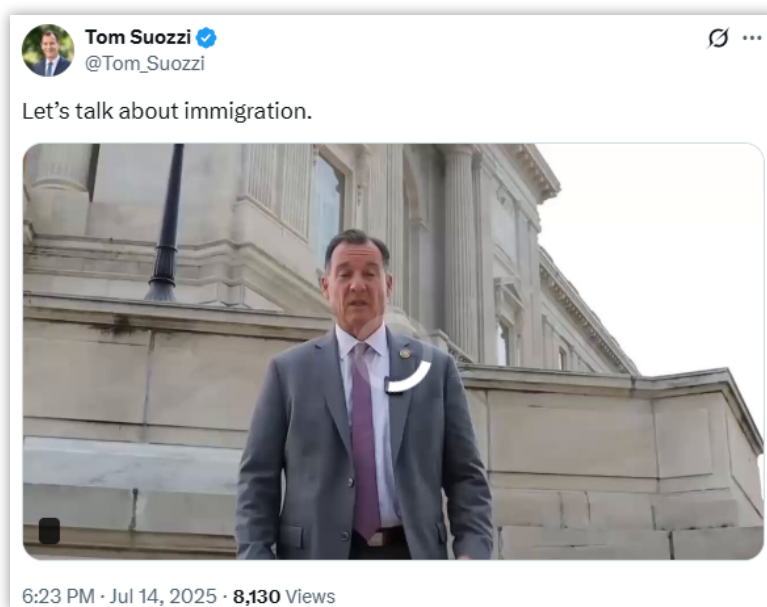 Tom Suozzi
@Tom_Suozzi
Let’s talk about immigration.
6:23 PM · Jul 14, 2025 · 8,130 Views